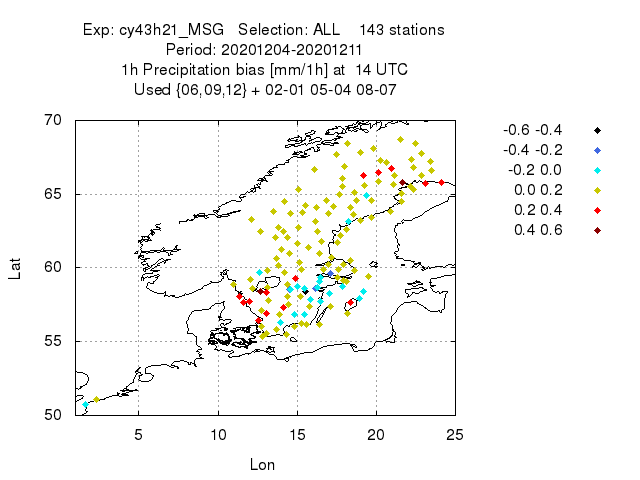 Exp: cy43h21_MSG Selection: ALL 143 stations
Period: 20201204-20201211
1h Precipitation bias [mm/1h] at 14 UTC
Used {06,09,12} + 02-01 05-04 08-07
70
65
60
55
50
Lat
5 10 15 20 25
Lon
-0.6 -0.4
-0.4 -0.2
-0.2 0.0
0.0 0.2
0.2 0.4
0.4 0.6